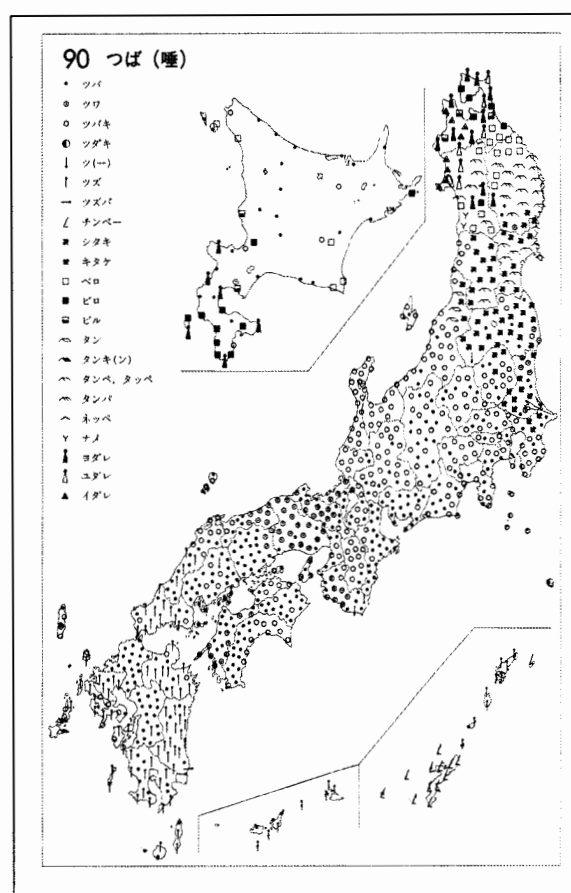 90 つば（唾）
ツバ
ツワ
ツバキ
ツダキ
ツ(ー)
ツズ
ツズバ
チンペー
シタキ
キタケ
ベロ
ビロ
ビル
タン
タンキ(ン)
タンペ、タッペ
タンパ
ネッペ
ナメ
ヨダレ
ユダレ
イダレ